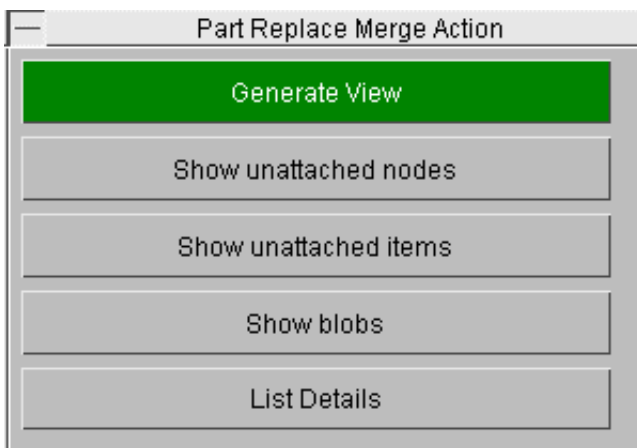 Part Replace Merge Action
Generate View
Show unattached nodes
Show unattached items
Show blobs
List Details